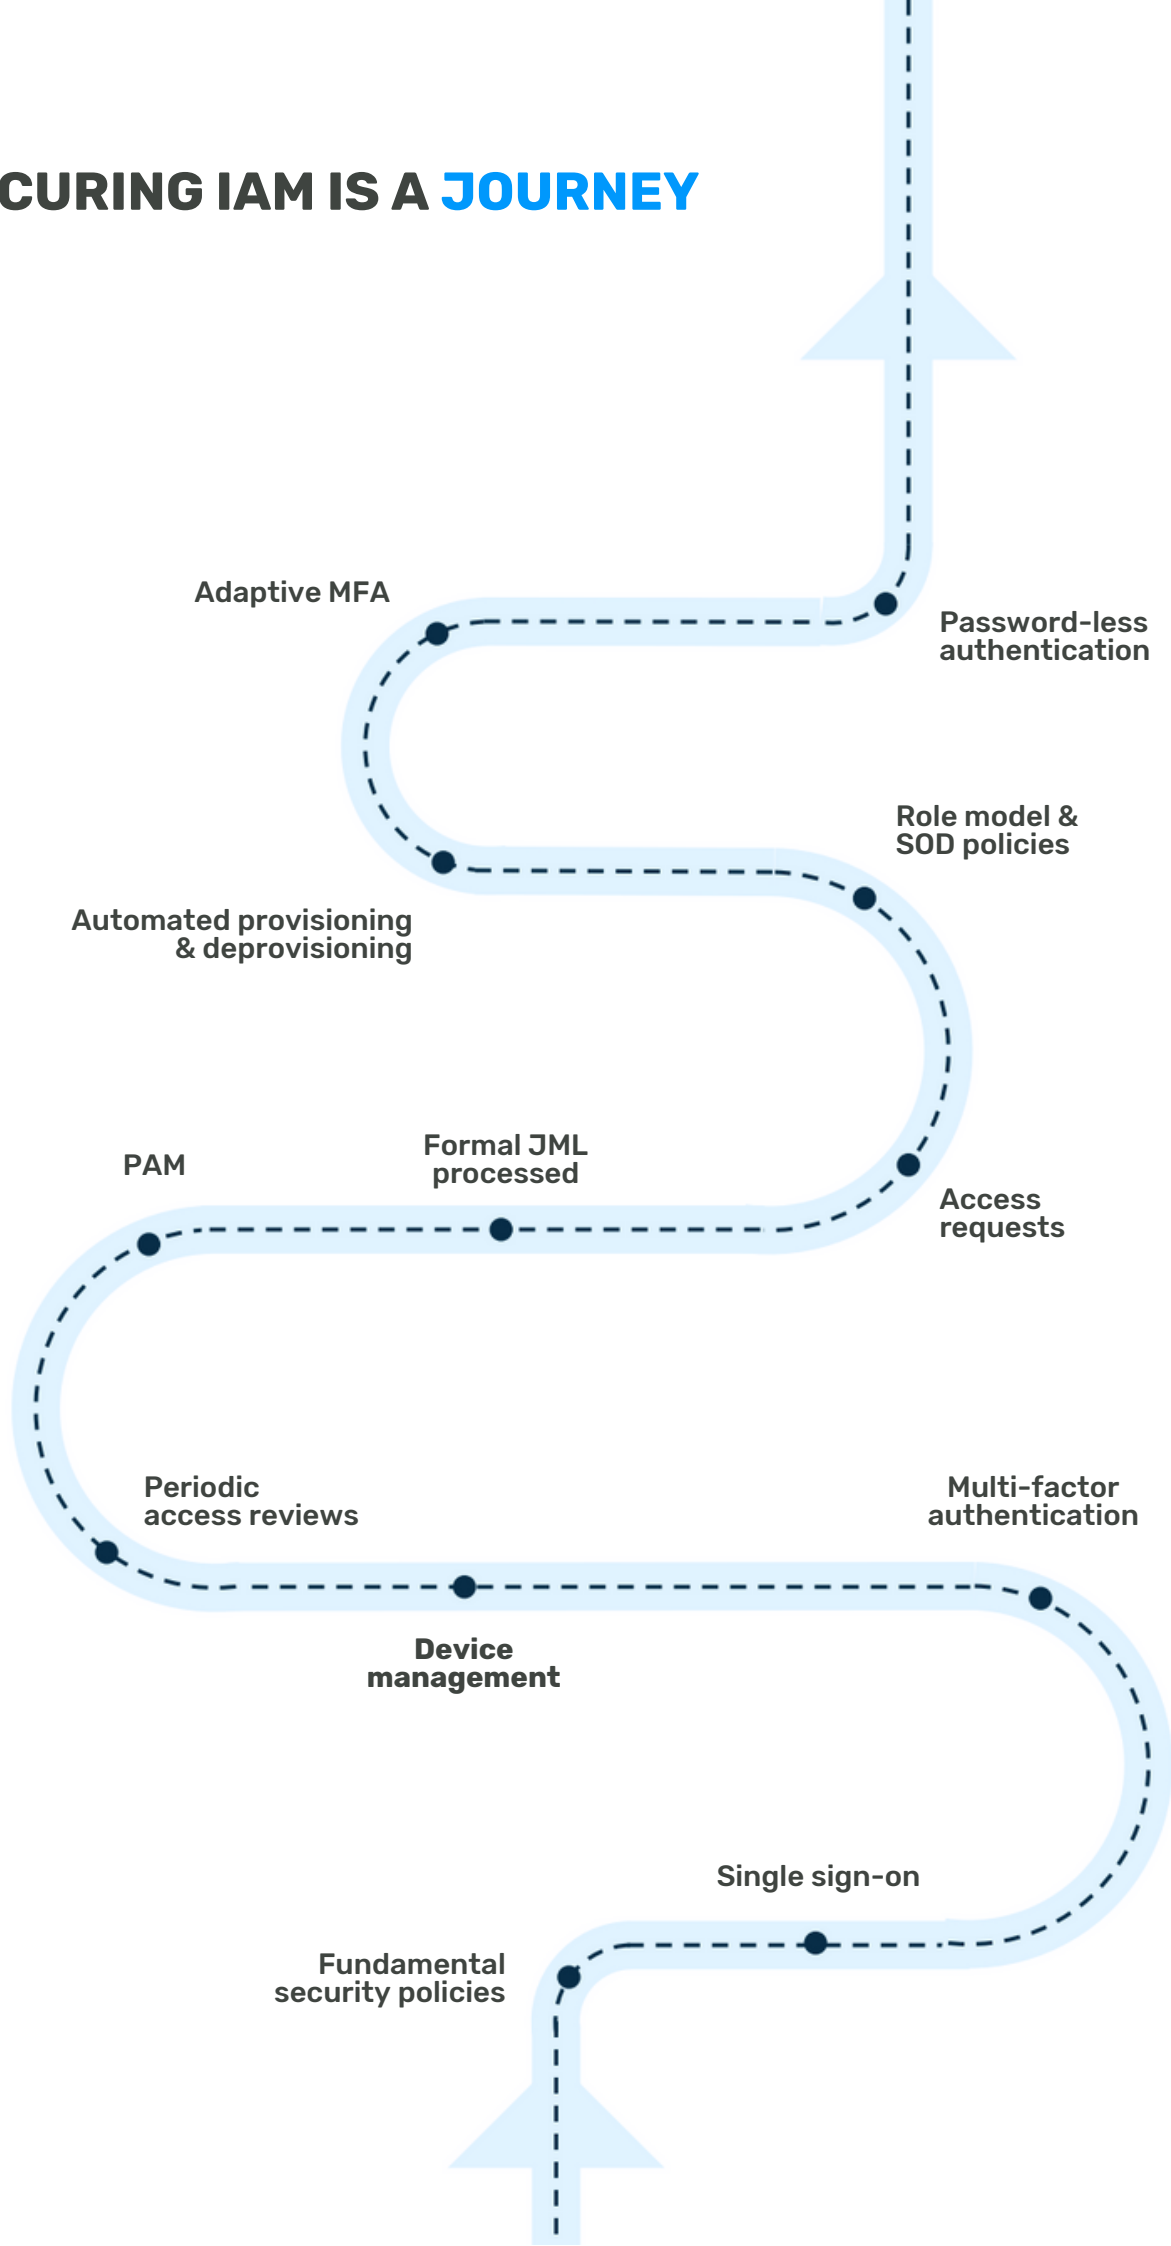 CURING IAM IS A JOURNEY
Adaptive MFA
Password-less
authentication
Role model &
SOD policies
Automated provisioning
& deprovisioning
Formal JML
processed
PAM
Access
requests
Periodic
access reviews
Multi-factor
authentication
Device
management
Single sign-on
Fundamental
security policies